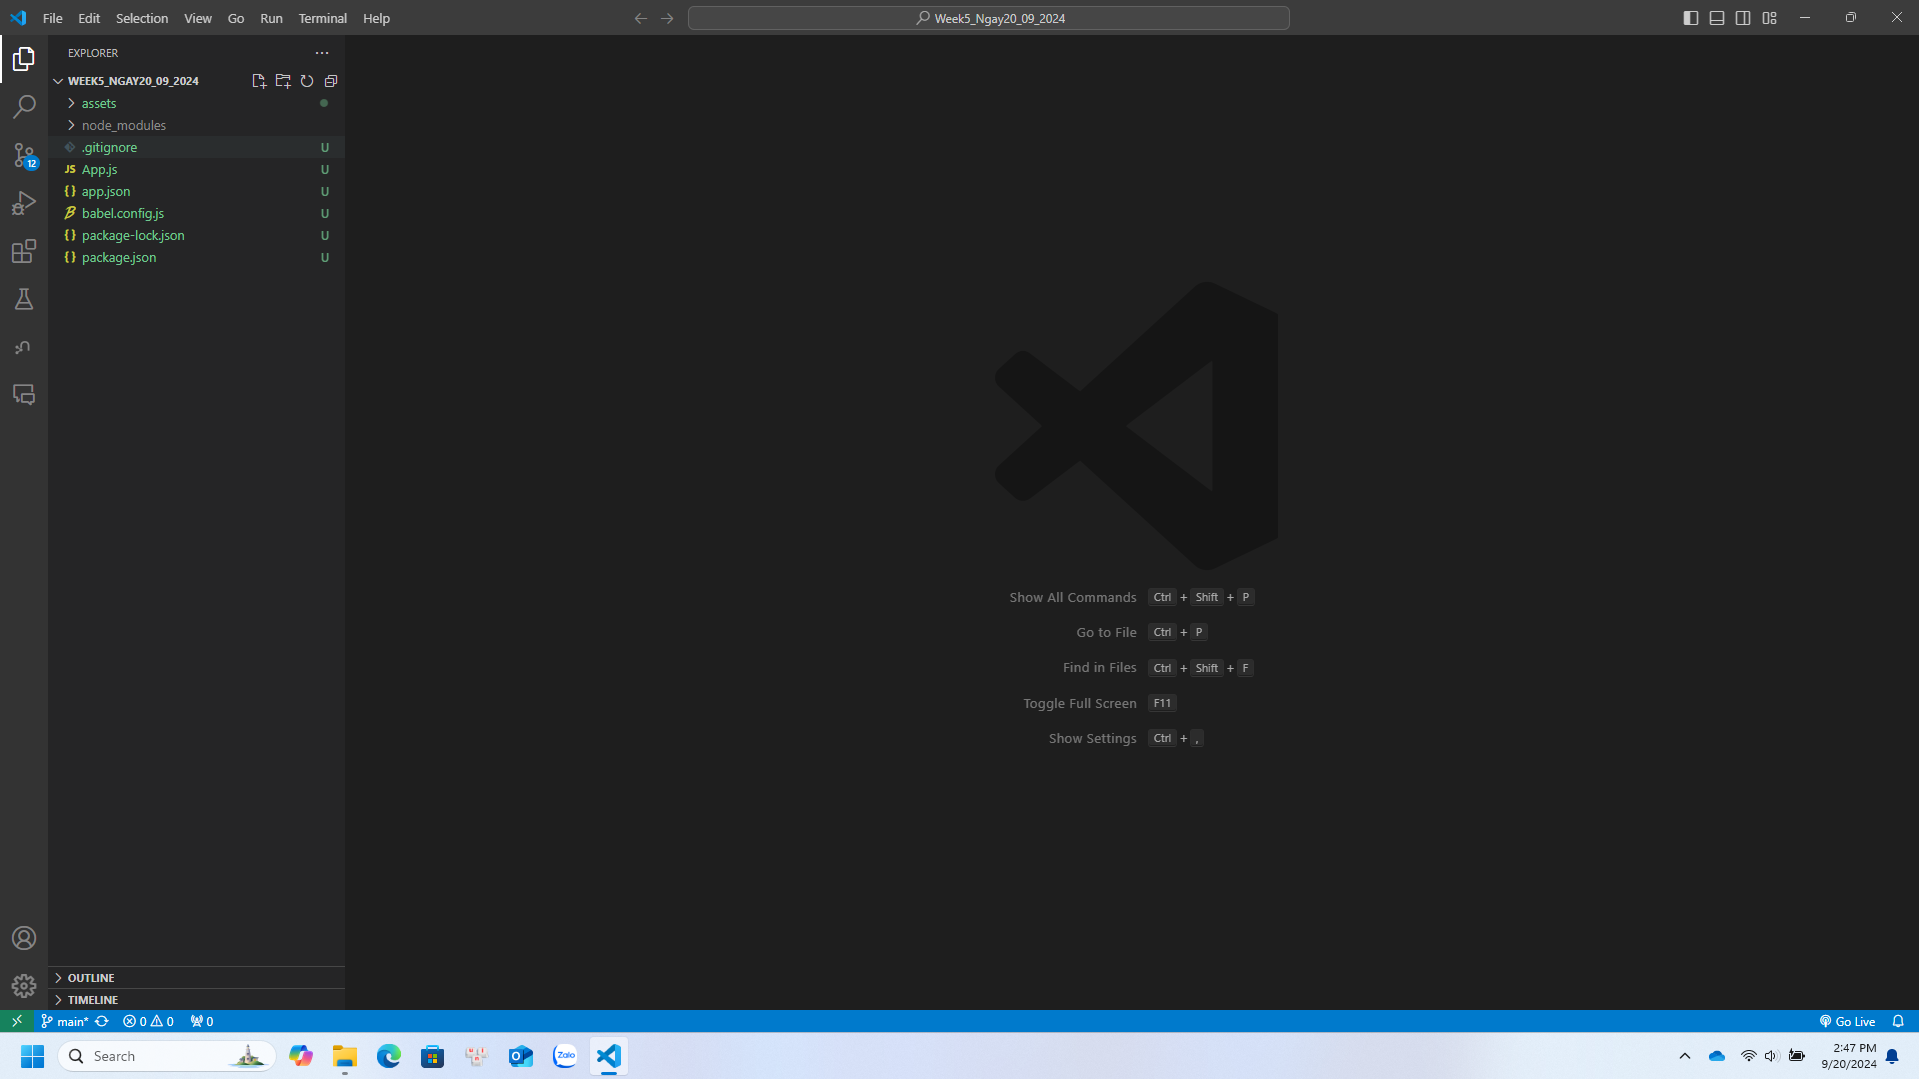 File Edit Selection View Go Run Terminal Help
Week5_Ngay20_09_2024
EXPLORER
WEEK5_NGAY20_09_2024
assets
node_modules
.gitignore U
JS App.js U
{} app.json U
babel.config.js U
{} package-lock.json U
{} package.json U
12
Show All Commands Ctrl + Shift + P
Go to File Ctrl + P
Find in Files Ctrl + Shift + F
Toggle Full Screen F11
Show Settings Ctrl + ,
OUTLINE
TIMELINE
main* 0 0 0
Go Live
Search
Zalo
2:47 PM
9/20/2024